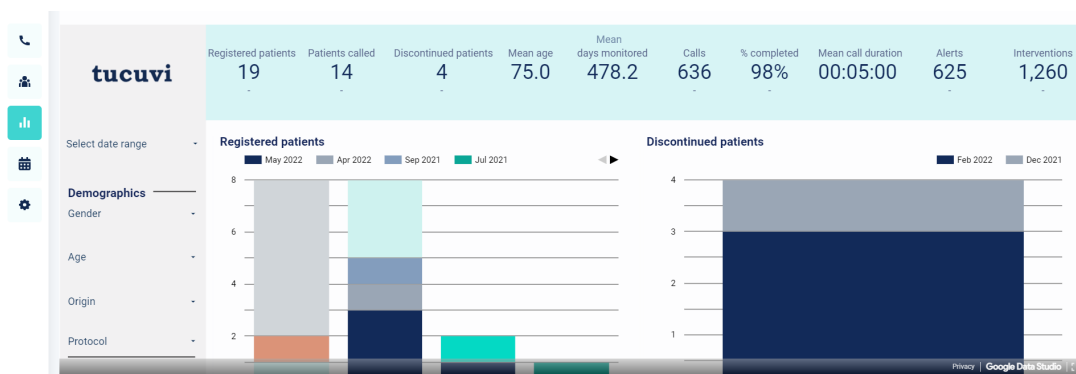 tucuvi
Registered patients
19
-
Patients called
14
-
Discontinued patients
4
-
Mean age
75.0
Mean
days monitored
478.2
Calls
636
-
% completed
98%
-
Mean call duration
00:05:00
Alerts
625
-
Interventions
1,260
-
Select date range
Demographics
Gender
Age
Origin
Protocol
Registered patients
May 2022 Apr 2022 Sep 2021 Jul 2021
8
6
4
2
Discontinued patients
Feb 2022 Dec 2021
4
3
2
1
Privacy | Google Data Studio